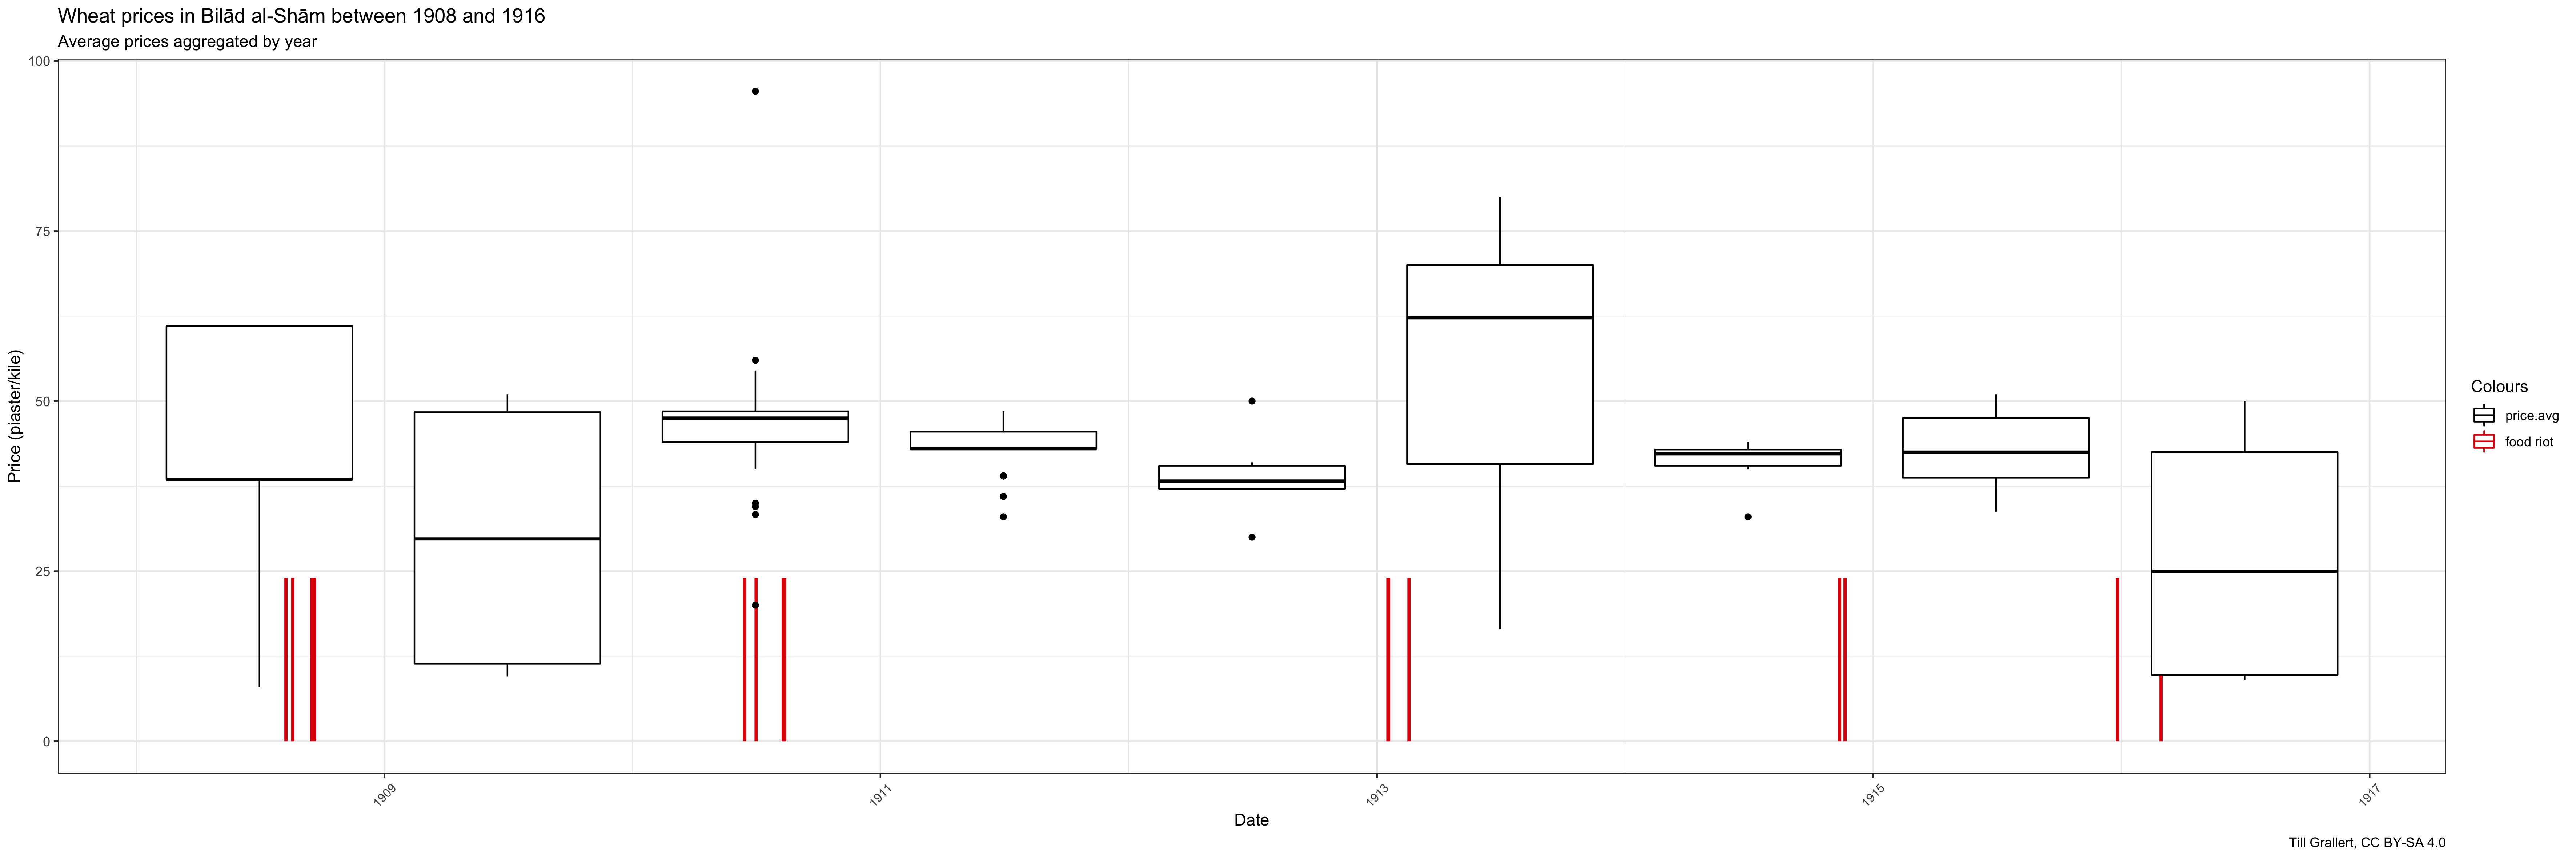 Wheat prices in Bilād al-Shām between 1908 and 1916
Average prices aggregated by year
Price (piaster/kile)
100
75
50
25
0
1909
1911
1913
1915
1917
Date
Colours
price.avg
food riot
Till Grallert, CC BY-SA 4.0